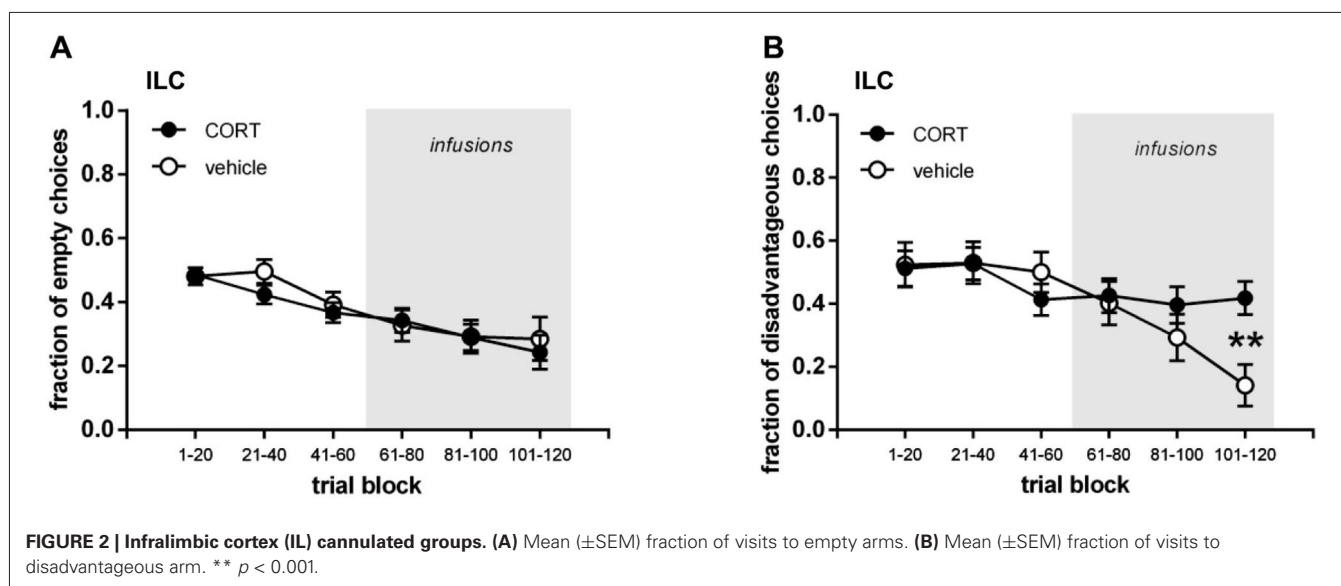 A
ILC
CORT
vehicle
infusions
fraction of empty choices
1.0
0.8
0.6
0.4
0.2
0.0
1-20 21-40 41-60 61-80 81-100 101-120
trial block
B
ILC
CORT
vehicle
infusions
**
fraction of disadvantageous choices
1.0
0.8
0.6
0.4
0.2
0.0
1-20 21-40 41-60 61-80 81-100 101-120
trial block
FIGURE 2 | Infralimbic cortex (IL) cannulated groups. (A) Mean (±SEM) fraction of visits to empty arms. (B) Mean (±SEM) fraction of visits to
disadvantageous arm. ** p < 0.001.